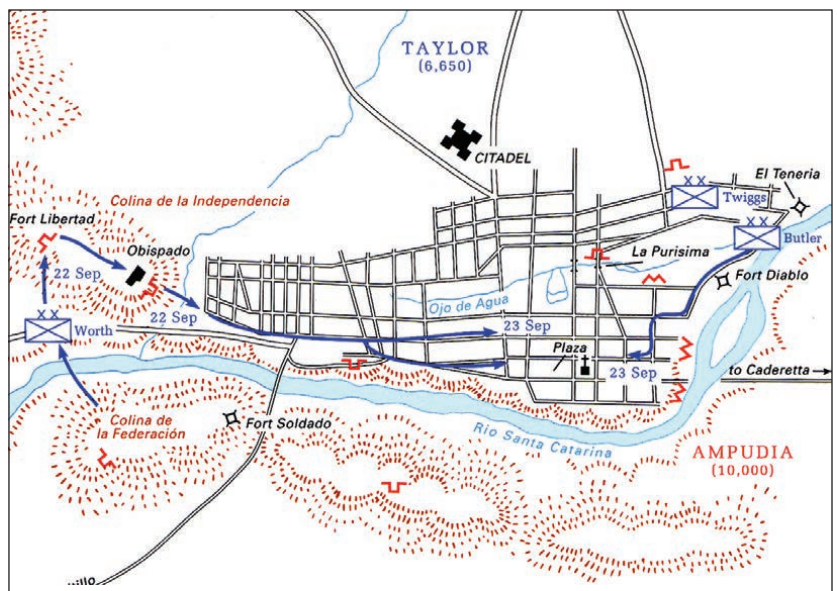 TAYLOR
(6,650)
CITADEL
El Teneria
X X
Twiggs
Colina de la Independencia
Fort Libertad
X X
Butler
Obispado
La Purisima
Fort Diablo
22 Sep
Ojo de Agua
22 Sep
23 Sep
X X
Worth
Plaza
23 Sep
to Caderetta
Colina de
la Federación
Fort Soldado
Rio Santa Catarina
AMPUDIA
(10,000)